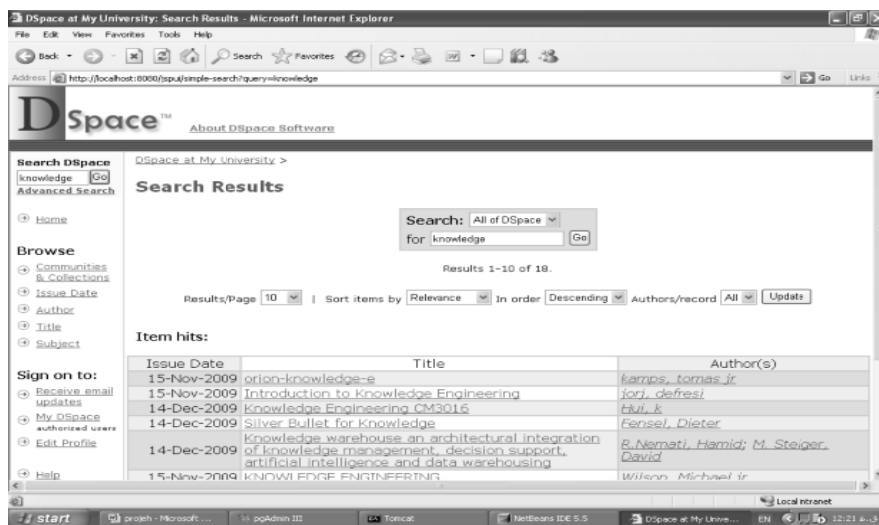 DSpace at My University: Search Results - Microsoft Internet Explorer
File Edit View Favorites Tools Help
Back Search Favorites
Address http://localhost:8080/jspui/simple-search?query=knowledge Go Links
DSpace™ About DSpace Software
Search DSpace
knowledge Go
Advanced Search
Home
Browse
Communities
& Collections
Issue Date
Author
Title
Subject
Sign on to:
Receive email
updates
My DSpace
authorized users
Edit Profile
Help
DSpace at My University >
Search Results
Search: All of DSpace
for knowledge Go
Results 1-10 of 18.
Results/Page 10 | Sort items by Relevance In order Descending Authors/record All Update
Item hits:
Issue Date Title Author(s)
15-Nov-2009 orion-knowledge-e kamps, tomas jr
15-Nov-2009 Introduction to Knowledge Engineering jori, defresi
14-Dec-2009 Knowledge Engineering CM3016 Hui, k
14-Dec-2009 Silver Bullet for Knowledge Fensel, Dieter
14-Dec-2009 Knowledge warehouse an architectural integration
of knowledge management, decision support,
artificial intelligence and data warehousing
R.Nemati, Hamid; M. Steiger,
David
15-Nov-2009 KNOWLEDGE ENGINEERING Wilson, Michael jr
Local intranet
start projeh - Microsoft ... pgAdmin III Tomcat NetBeans IDE 5.5 DSpace at My Unive... EN 12:21